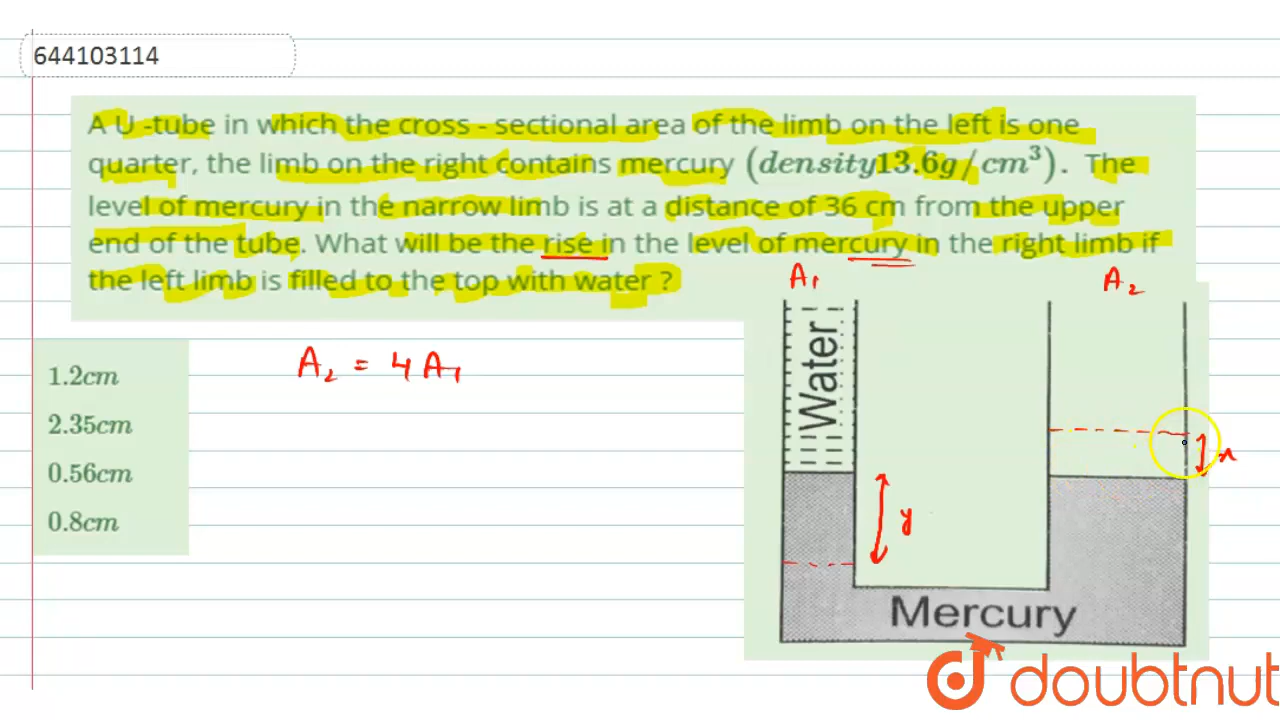 644103114
A U -tube in which the cross - sectional area of the limb on the left is one
quarter, the limb on the right contains mercury (density13.6g/cm³). The
level of mercury in the narrow limb is at a distance of 36 cm from the upper
end of the tube. What will be the rise in the level of mercury in the right limb if
the left limb is filled to the top with water ?
A₁
A₂
1.2cm
2.35cm
0.56cm
0.8cm
A₂ = 4 A₁
Water
x
y
Mercury
doubtnut